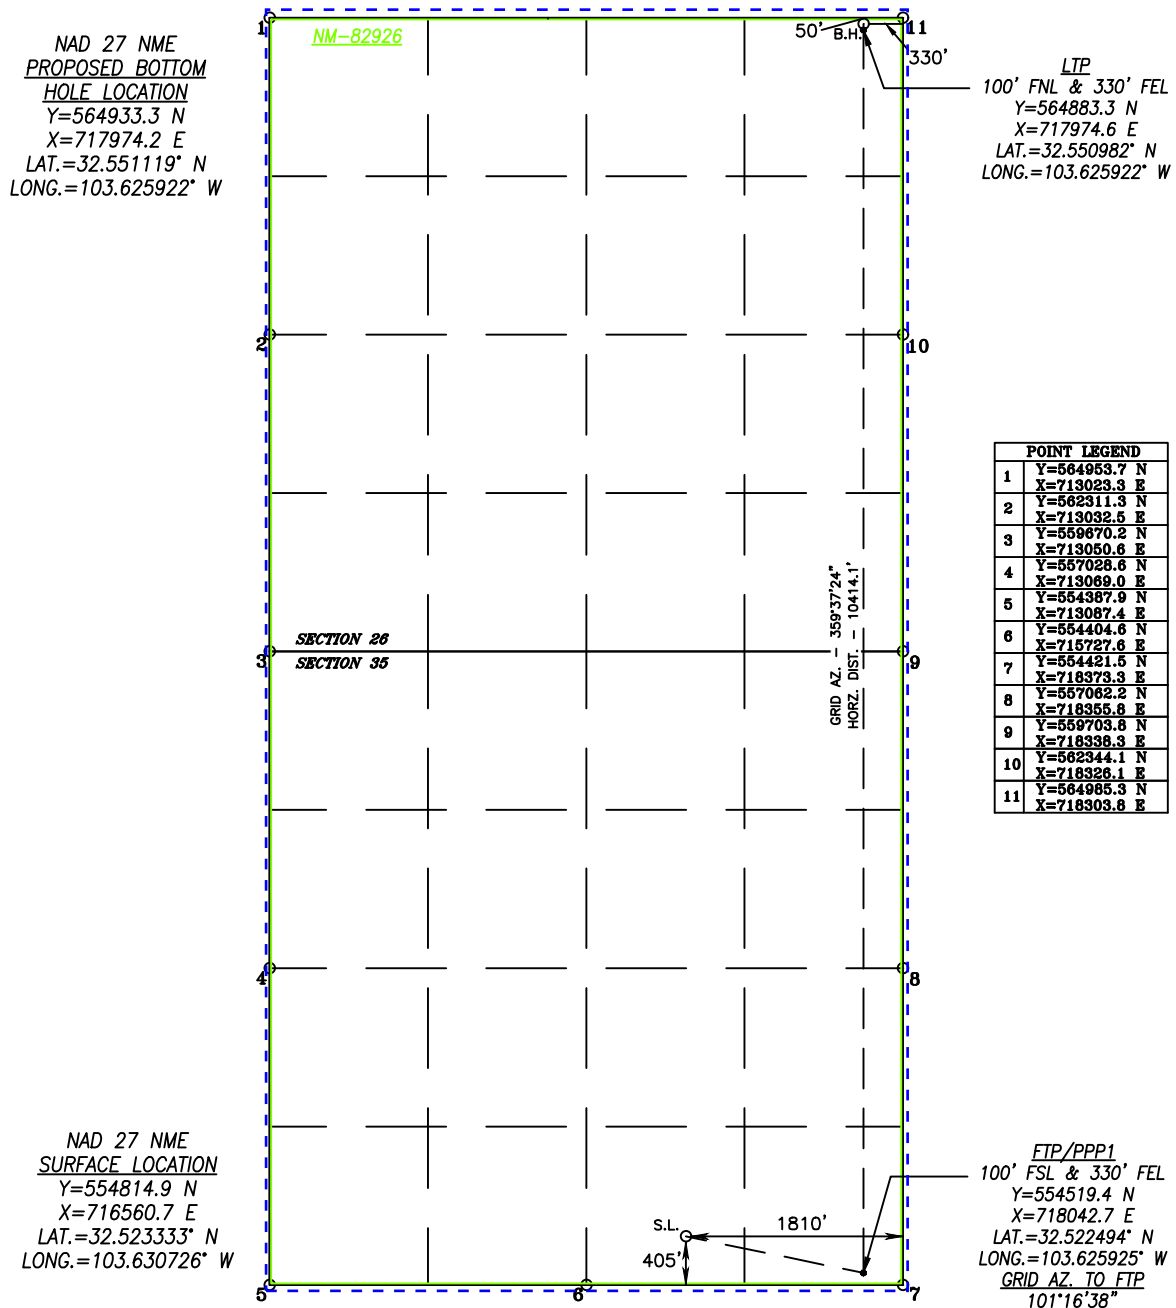 1
NM-82926
50'
B.H.
11
330'
NAD 27 NME
PROPOSED BOTTOM
HOLE LOCATION
Y=564933.3 N
X=717974.2 E
LAT.=32.551119° N
LONG.=103.625922° W
LTP
100' FNL & 330' FEL
Y=564883.3 N
X=717974.6 E
LAT.=32.550982° N
LONG.=103.625922° W
2
10
POINT LEGEND
1 Y=564953.7 N
X=713023.3 E
2 Y=562311.3 N
X=713032.5 E
3 Y=559670.2 N
X=713050.6 E
4 Y=557028.6 N
X=713069.0 E
5 Y=554387.9 N
X=713087.4 E
6 Y=554404.6 N
X=715727.6 E
7 Y=554421.5 N
X=718373.3 E
8 Y=557062.2 N
X=718355.8 E
9 Y=559703.8 N
X=718338.3 E
10 Y=562344.1 N
X=718326.1 E
11 Y=564985.3 N
X=718303.8 E
GRID AZ. - 359°37'24"
HORZ. DIST. - 10414.1'
SECTION 26
3
SECTION 35
9
4
8
NAD 27 NME
SURFACE LOCATION
Y=554814.9 N
X=716560.7 E
LAT.=32.523333° N
LONG.=103.630726° W
S.L.
1810'
405'
FTP/PPP1
100' FSL & 330' FEL
Y=554519.4 N
X=718042.7 E
LAT.=32.522494° N
LONG.=103.625925° W
GRID AZ. TO FTP
101°16'38"
5
6
7